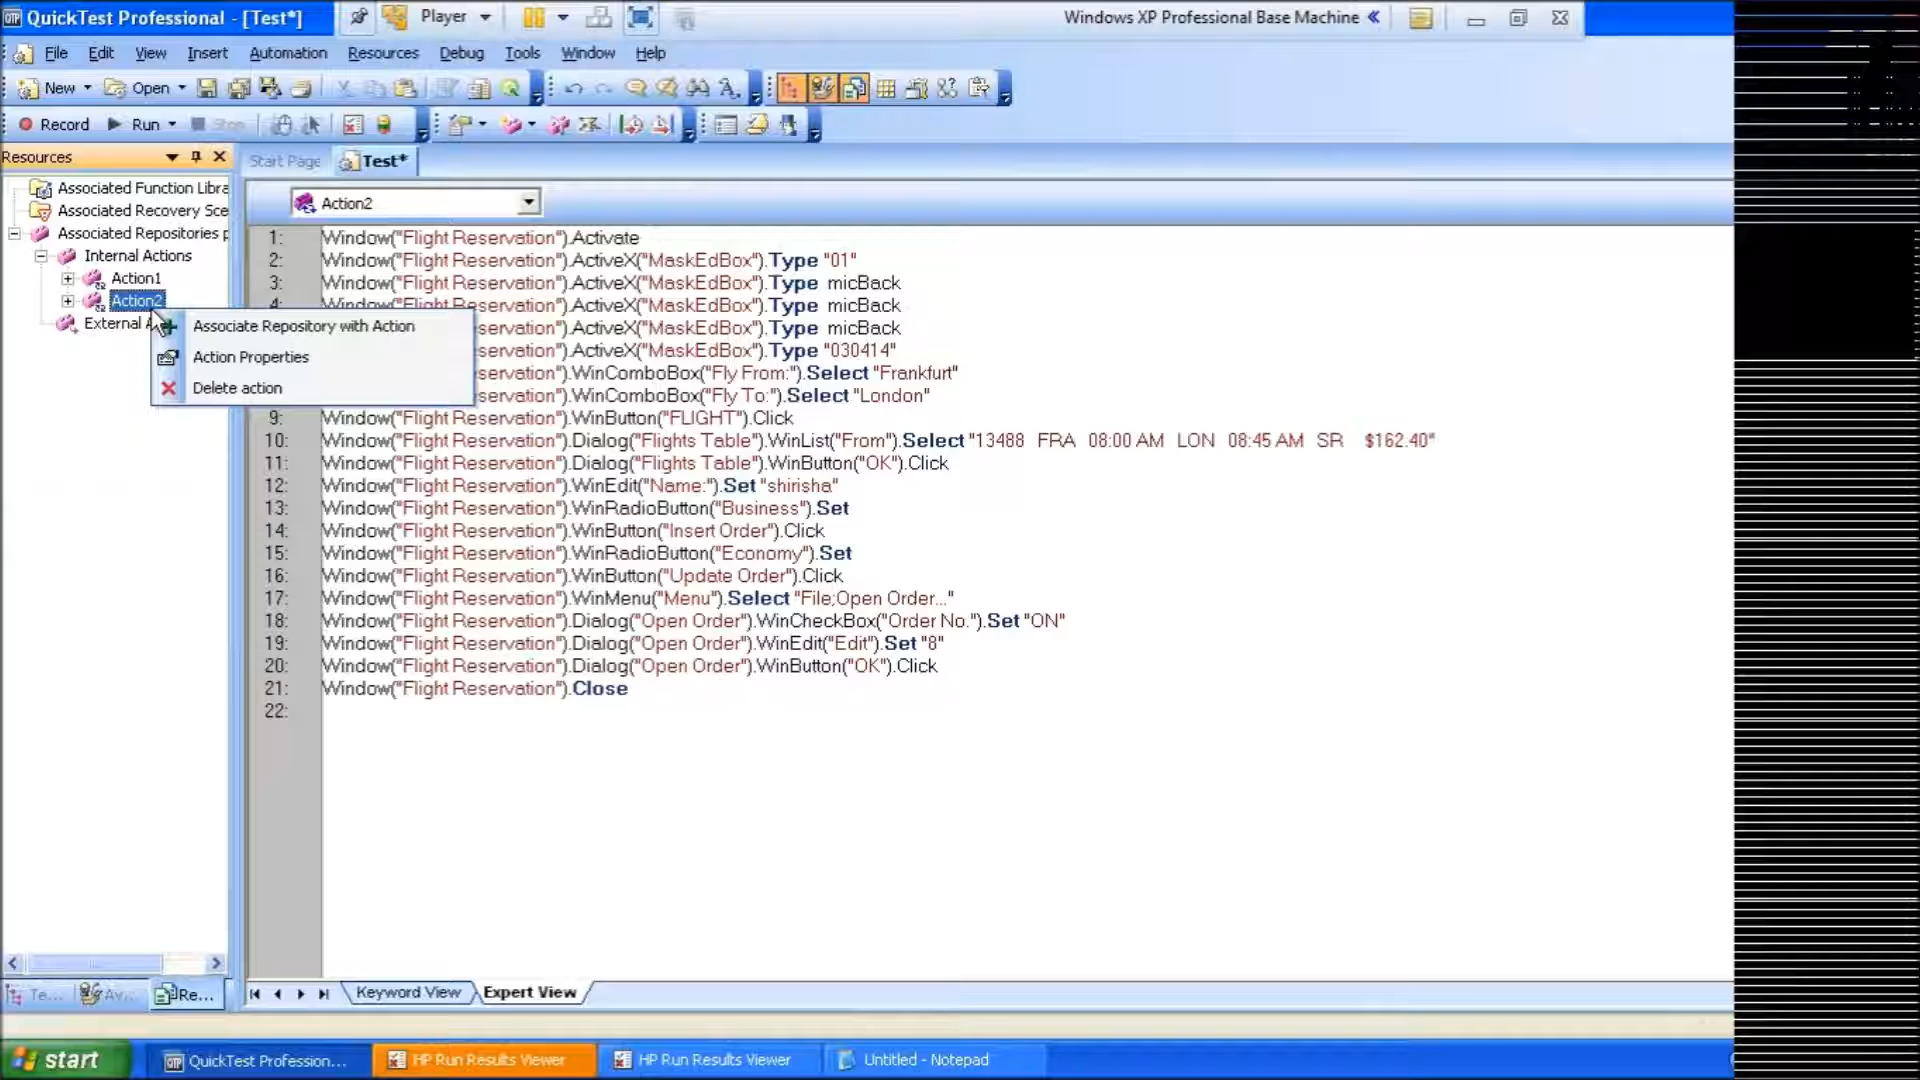 QuickTest Professional - [Test*]
Player
Windows XP Professional Base Machine
File Edit View Insert Automation Resources Debug Tools Window Help
New Open
Record Run Stop
Resources
Start Page
Test*
Associated Function Libra
Associated Recovery Sce
Associated Repositories p
Internal Actions
Action1
Action2
External A
Associate Repository with Action
Action Properties
Delete action
Action2
1: Window("Flight Reservation").Activate
2: Window("Flight Reservation").ActiveX("MaskEdBox").Type "01"
3: Window("Flight Reservation").ActiveX("MaskEdBox").Type micBack
4: Window("Flight Reservation").ActiveX("MaskEdBox").Type micBack
servation").ActiveX("MaskEdBox").Type micBack
servation").ActiveX("MaskEdBox").Type "030414"
servation").WinComboBox("Fly From:").Select "Frankfurt"
servation").WinComboBox("Fly To:").Select "London"
9: Window("Flight Reservation").WinButton("FLIGHT").Click
10: Window("Flight Reservation").Dialog("Flights Table").WinList("From").Select "13488 FRA 08:00 AM LON 08:45 AM SR $162.40"
11: Window("Flight Reservation").Dialog("Flights Table").WinButton("OK").Click
12: Window("Flight Reservation").WinEdit("Name:").Set "shirisha"
13: Window("Flight Reservation").WinRadioButton("Business").Set
14: Window("Flight Reservation").WinButton("Insert Order").Click
15: Window("Flight Reservation").WinRadioButton("Economy").Set
16: Window("Flight Reservation").WinButton("Update Order").Click
17: Window("Flight Reservation").WinMenu("Menu").Select "File;Open Order..."
18: Window("Flight Reservation").Dialog("Open Order").WinCheckBox("Order No.").Set "ON"
19: Window("Flight Reservation").Dialog("Open Order").WinEdit("Edit").Set "8"
20: Window("Flight Reservation").Dialog("Open Order").WinButton("OK").Click
21: Window("Flight Reservation").Close
22:
Te... Av... Re...
Keyword View Expert View
start
QuickTest Profession...
HP Run Results Viewer
HP Run Results Viewer
Untitled - Notepad